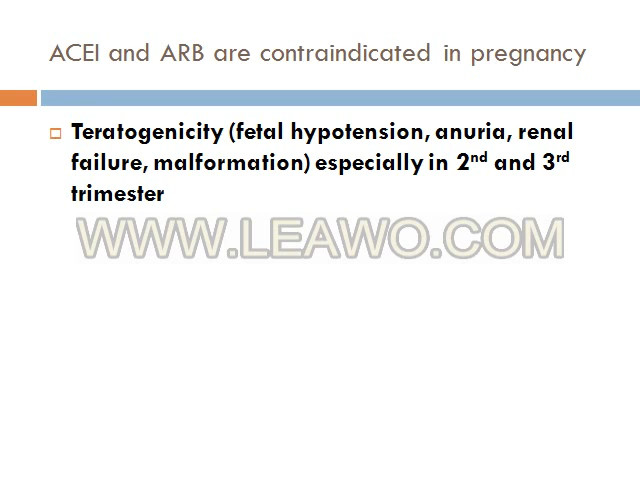 ACEI and ARB are contraindicated in pregnancy
Teratogenicity (fetal hypotension, anuria, renal
failure, malformation) especially in 2nd and 3rd
trimester
WWW.LEAWO.COM